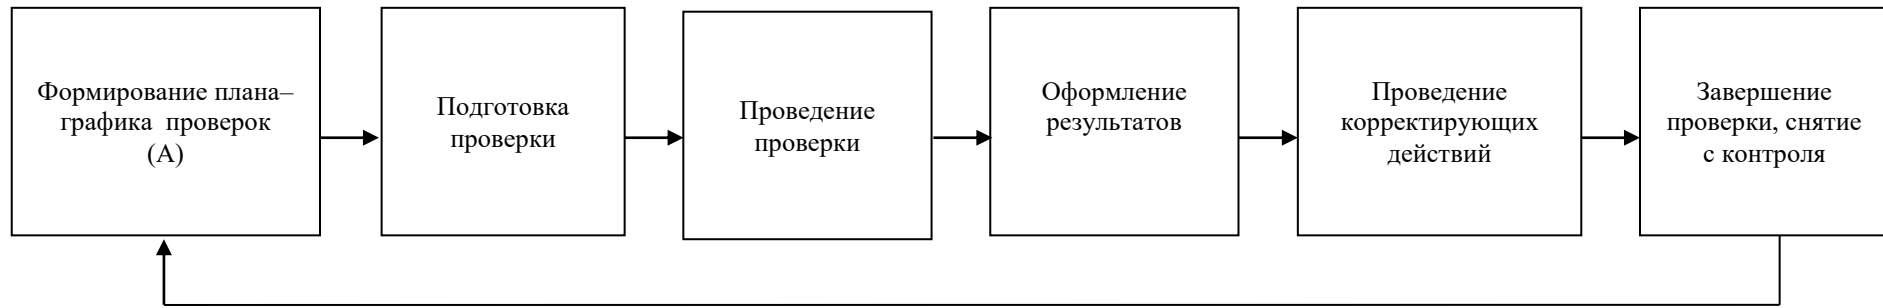 Формирование плана–
графика проверок
(А)
Подготовка
проверки
Проведение
проверки
Оформление
результатов
Проведение
корректирующих
действий
Завершение
проверки, снятие
с контроля